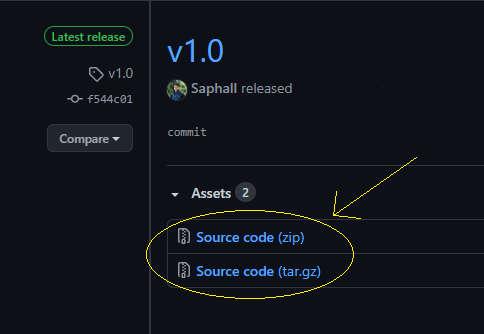 Latest release
v1.0
f544c01
Compare
v1.0
Saphall released
commit
Assets 2
Source code (zip)
Source code (tar.gz)